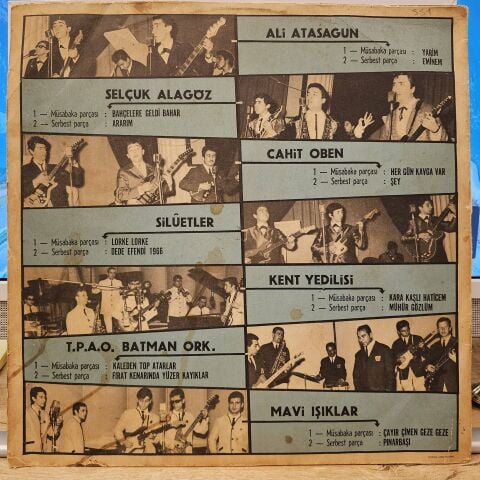 551
ALİ ATASAGUN
1 — Müsabaka parçası : YARİM
2 — Serbest parça : EMİNEM
SELÇUK ALAGÖZ
1 — Müsabaka parçası : BAHÇELERE GELDİ BAHAR
2 — Serbest parça : ARARIM
CAHİT OBEN
1 — Müsabaka parçası : HER GÜN KAVGA VAR
2 — Serbest parça : ŞEY
SİLÛETLER
1 — Müsabaka parçası : LORKE LORKE
2 — Serbest parça : DEDE EFENDİ 1966
KENT YEDİLİSİ
1 — Müsabaka parçası : KARA KAŞLI HATİCEM
2 — Serbest parça : MÜHÜR GÖZLÜM
T.P.A.O. BATMAN ORK.
1 — Müsabaka parçası : KALEDEN TOP ATARLAR
2 — Serbest parça : FIRAT KENARINDA YÜZER KAYIKLAR
MAVİ IŞIKLAR
1 — Müsabaka parçası : ÇAYIR ÇİMEN GEZE GEZE
2 — Serbest parça : PINARBAŞI